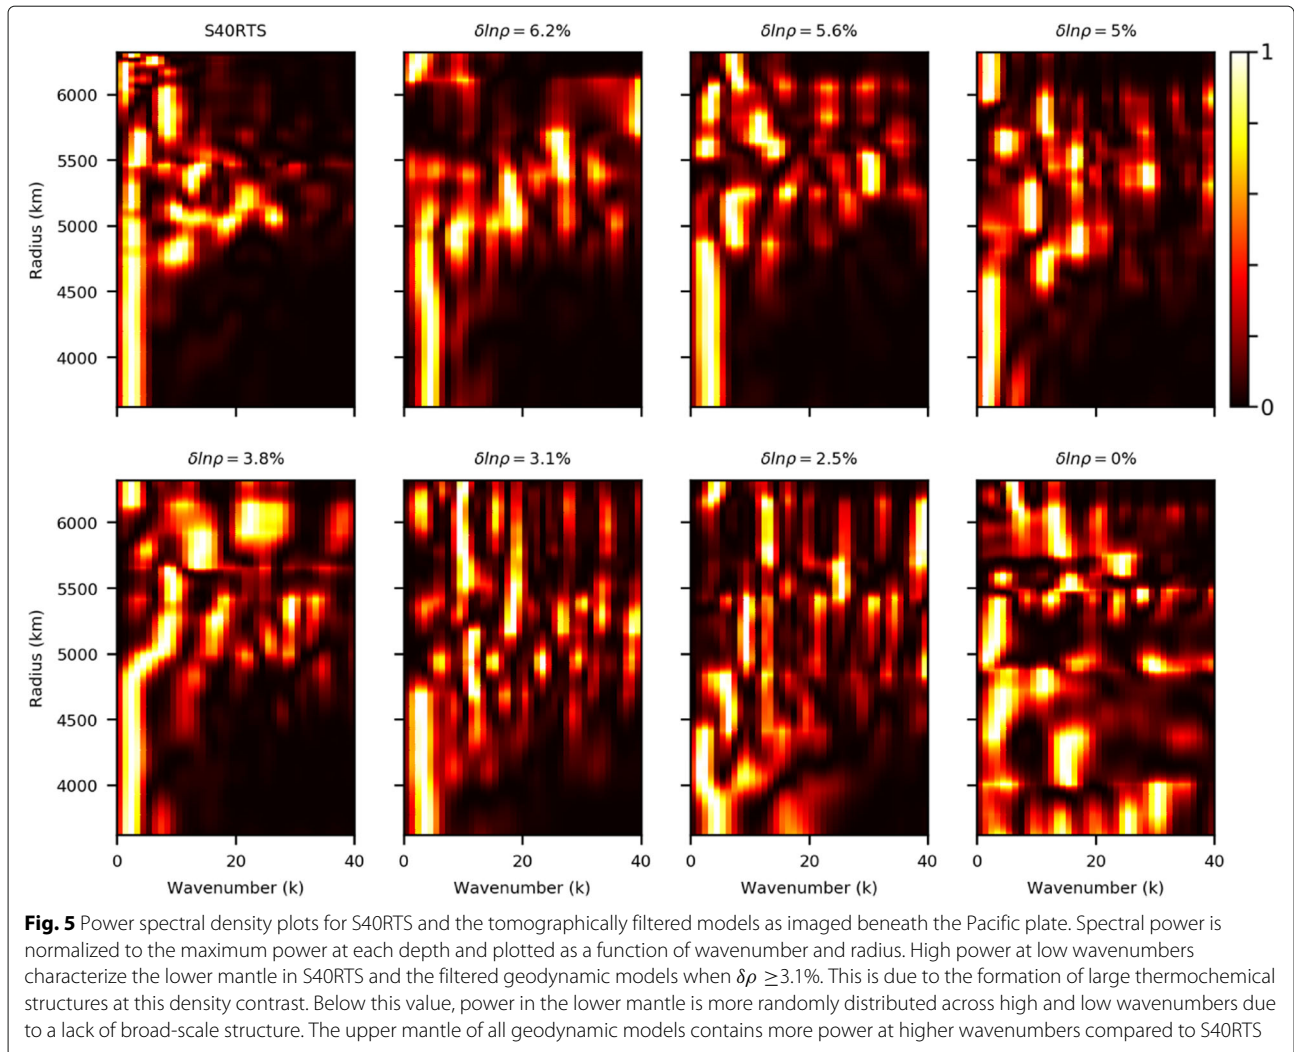 S40RTS
δlnρ = 6.2%
δlnρ = 5.6%
δlnρ = 5%
1
0
Radius (km)
6000
5500
5000
4500
4000
δlnρ = 3.8%
δlnρ = 3.1%
δlnρ = 2.5%
δlnρ = 0%
Radius (km)
6000
5500
5000
4500
4000
0 20 40
0 20 40
0 20 40
0 20 40
Wavenumber (k)
Wavenumber (k)
Wavenumber (k)
Wavenumber (k)
Fig. 5 Power spectral density plots for S40RTS and the tomographically filtered models as imaged beneath the Pacific plate. Spectral power is
normalized to the maximum power at each depth and plotted as a function of wavenumber and radius. High power at low wavenumbers
characterize the lower mantle in S40RTS and the filtered geodynamic models when δρ ≥3.1%. This is due to the formation of large thermochemical
structures at this density contrast. Below this value, power in the lower mantle is more randomly distributed across high and low wavenumbers due
to a lack of broad-scale structure. The upper mantle of all geodynamic models contains more power at higher wavenumbers compared to S40RTS